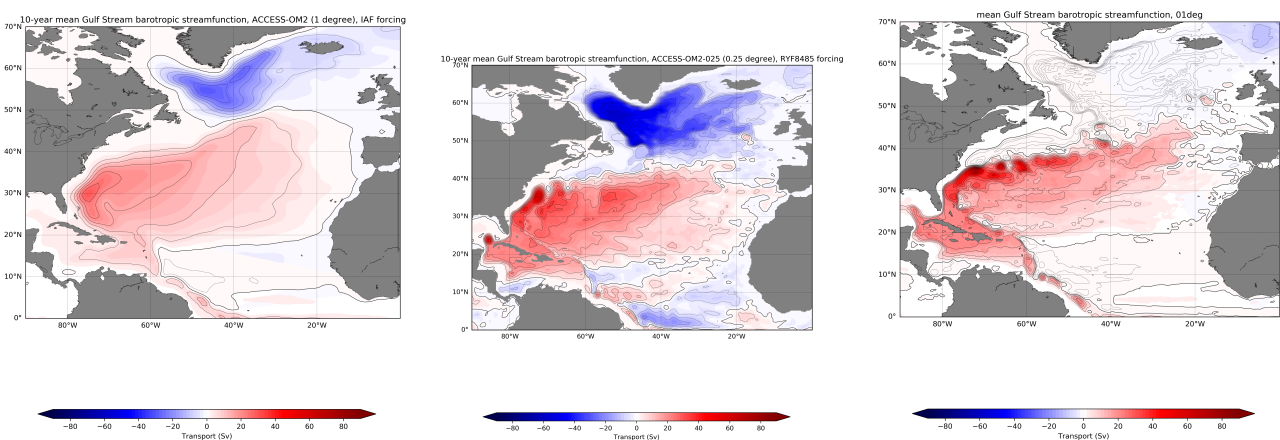 10-year mean Gulf Stream barotropic streamfunction, ACCESS-OM2 (1 degree), IAF forcing
70°N
60°N
50°N
40°N
30°N
20°N
10°N
0°
80°W 60°W 40°W 20°W
−80 −60 −40 −20 0 20 40 60 80
Transport (Sv)
10-year mean Gulf Stream barotropic streamfunction, ACCESS-OM2-025 (0.25 degree), RYF8485 forcing
70°N
60°N
50°N
40°N
30°N
20°N
10°N
0°
80°W 60°W 40°W 20°W
−80 −60 −40 −20 0 20 40 60 80
Transport (Sv)
mean Gulf Stream barotropic streamfunction, 01deg
70°N
60°N
50°N
40°N
30°N
20°N
10°N
0°
80°W 60°W 40°W 20°W
−80 −60 −40 −20 0 20 40 60 80
Transport (Sv)